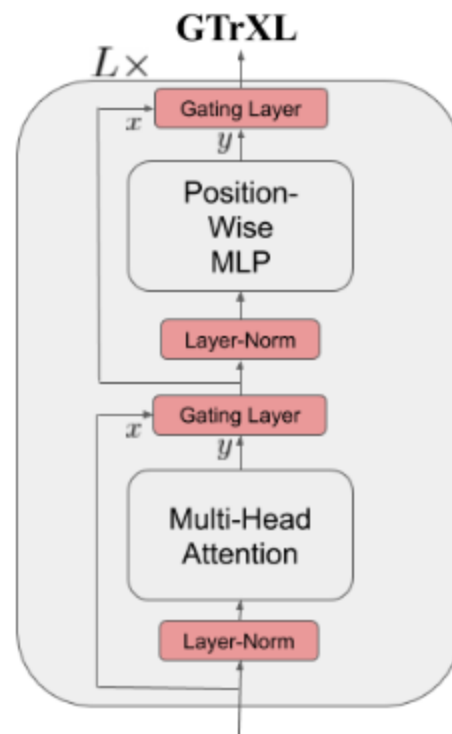 GTrXL
L×
Gating Layer
x
y
Position-
Wise
MLP
Layer-Norm
Gating Layer
x
y
Multi-Head
Attention
Layer-Norm